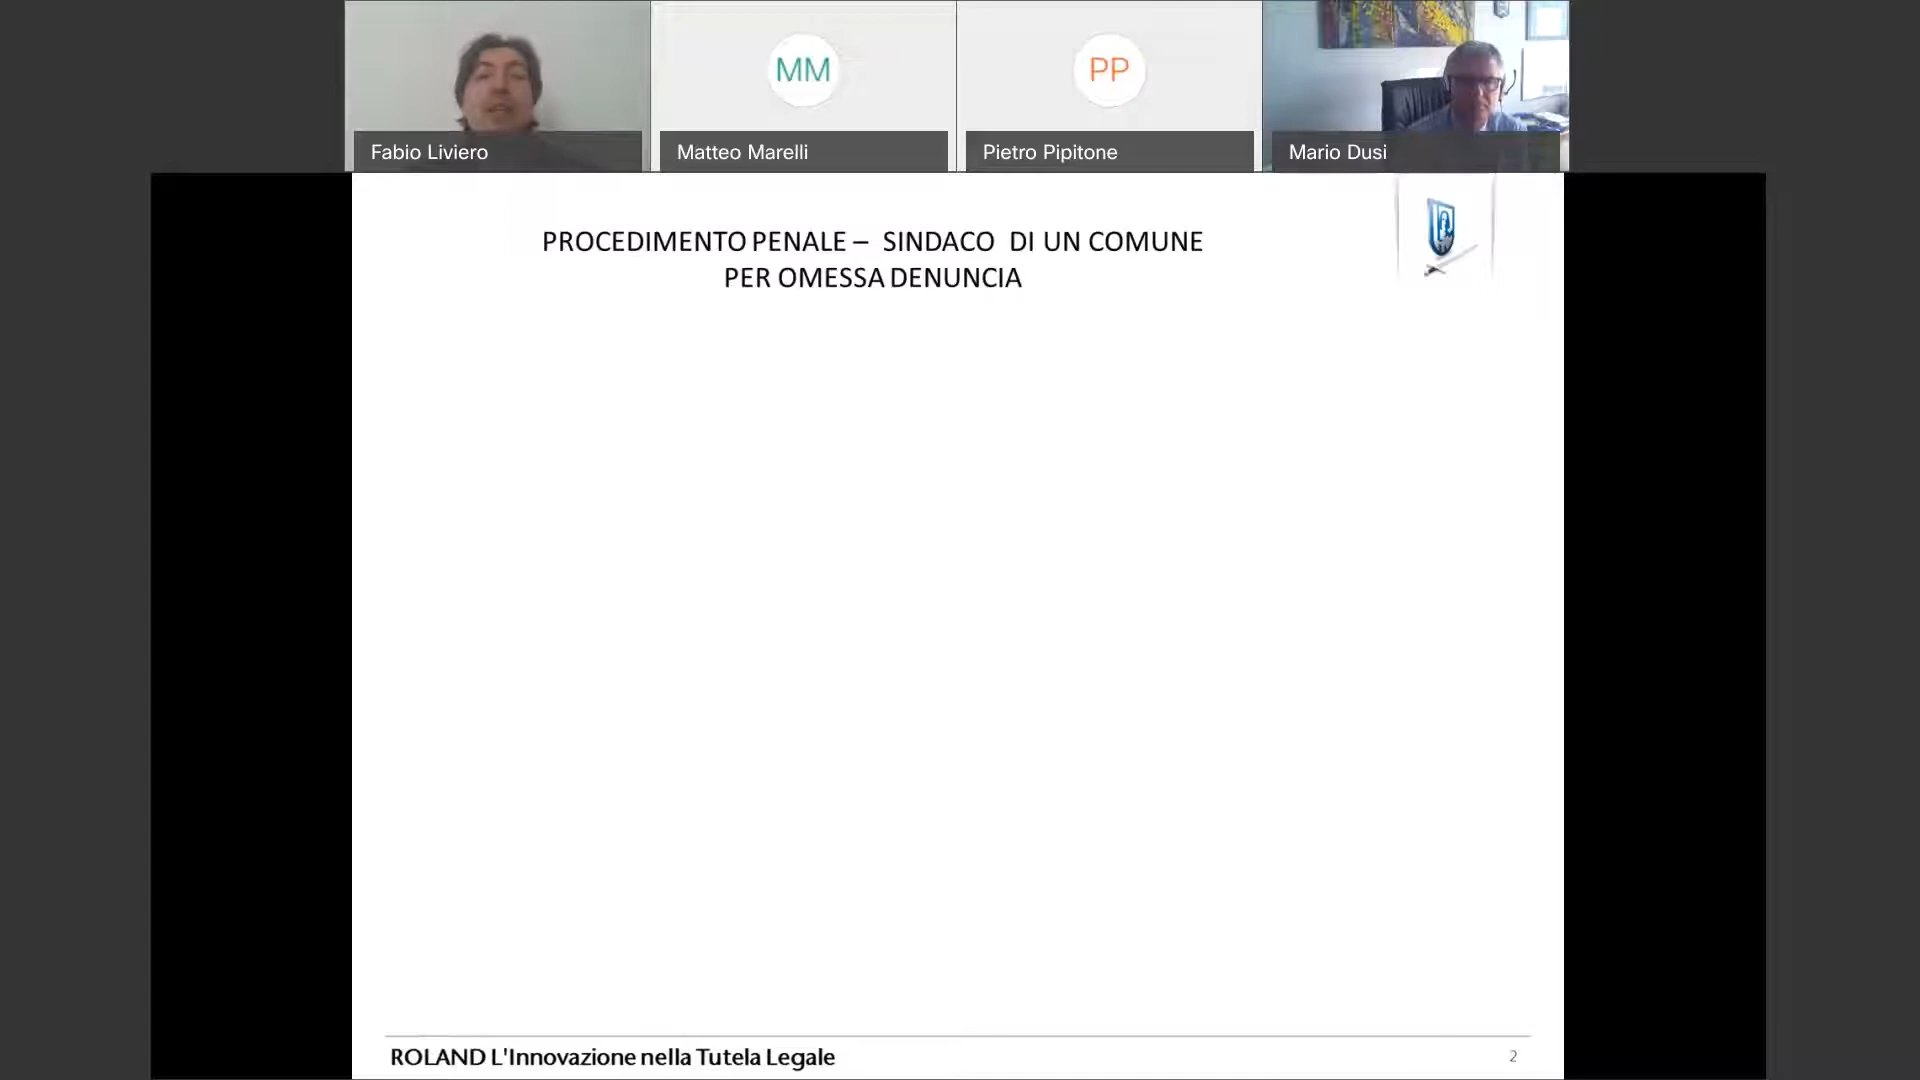 MM
PP
Fabio Liviero
Matteo Marelli
Pietro Pipitone
Mario Dusi
PROCEDIMENTO PENALE – SINDACO DI UN COMUNE
PER OMESSA DENUNCIA
ROLAND L'Innovazione nella Tutela Legale
2